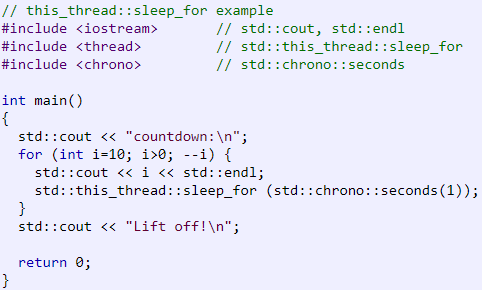 // this_thread::sleep_for example
#include <iostream>       // std::cout, std::endl
#include <thread>         // std::this_thread::sleep_for
#include <chrono>         // std::chrono::seconds

int main()
{
  std::cout << "countdown:\n";
  for (int i=10; i>0; --i) {
    std::cout << i << std::endl;
    std::this_thread::sleep_for (std::chrono::seconds(1));
  }
  std::cout << "Lift off!\n";

  return 0;
}